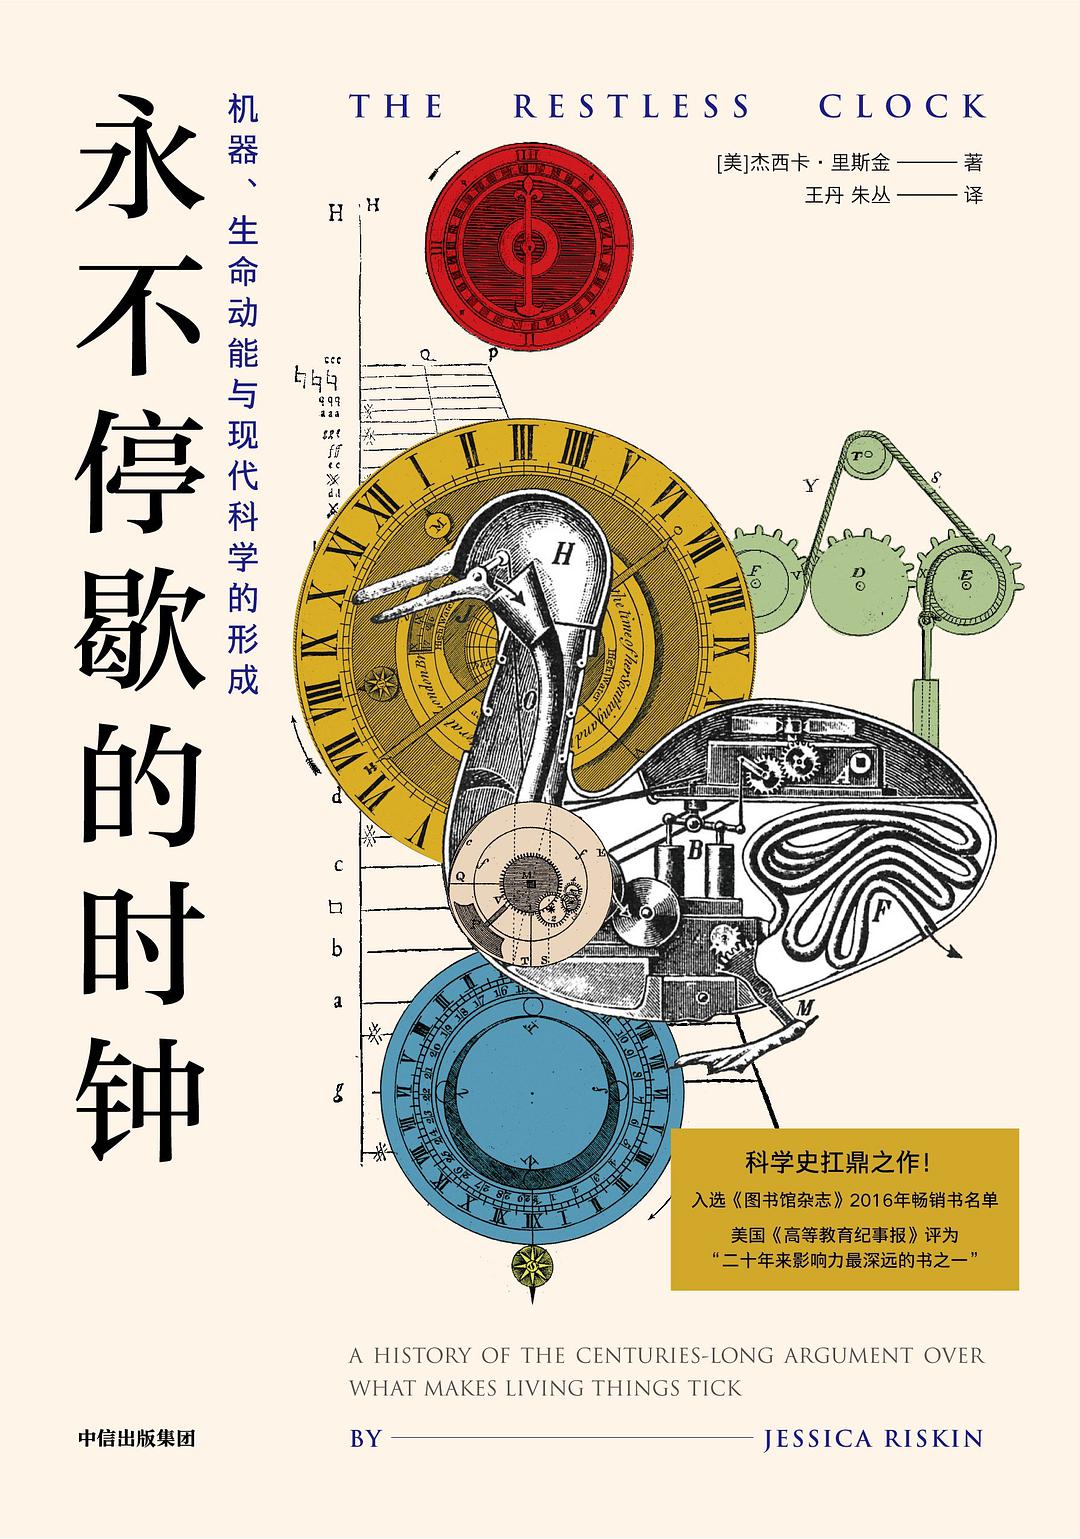 永不停歇的时钟
机器、生命动能与现代科学的形成
THE RESTLESS CLOCK
[美]杰西卡·里斯金 —— 著
王丹 朱丛 —— 译
H H
Q P
T
Y S
F V D X E
H
J
O
A
B
F
M
d
c
b
a
g
Q E
T S
科学史扛鼎之作!
入选《图书馆杂志》2016年畅销书名单
美国《高等教育纪事报》评为
“二十年来影响力最深远的书之一”
A HISTORY OF THE CENTURIES-LONG ARGUMENT OVER
WHAT MAKES LIVING THINGS TICK
中信出版集团
BY —— JESSICA RISKIN